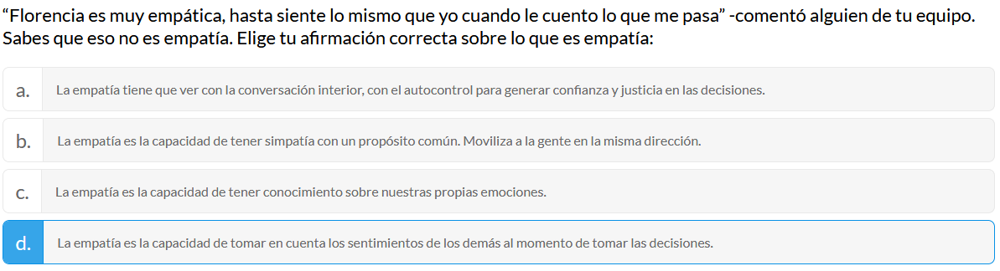 “Florencia es muy empática, hasta siente lo mismo que yo cuando le cuento lo que me pasa” -comentó alguien de tu equipo.
Sabes que eso no es empatía. Elige tu afirmación correcta sobre lo que es empatía:
a. La empatía tiene que ver con la conversación interior, con el autocontrol para generar confianza y justicia en las decisiones.
b. La empatía es la capacidad de tener simpatía con un propósito común. Moviliza a la gente en la misma dirección.
c. La empatía es la capacidad de tener conocimiento sobre nuestras propias emociones.
d. La empatía es la capacidad de tomar en cuenta los sentimientos de los demás al momento de tomar las decisiones.